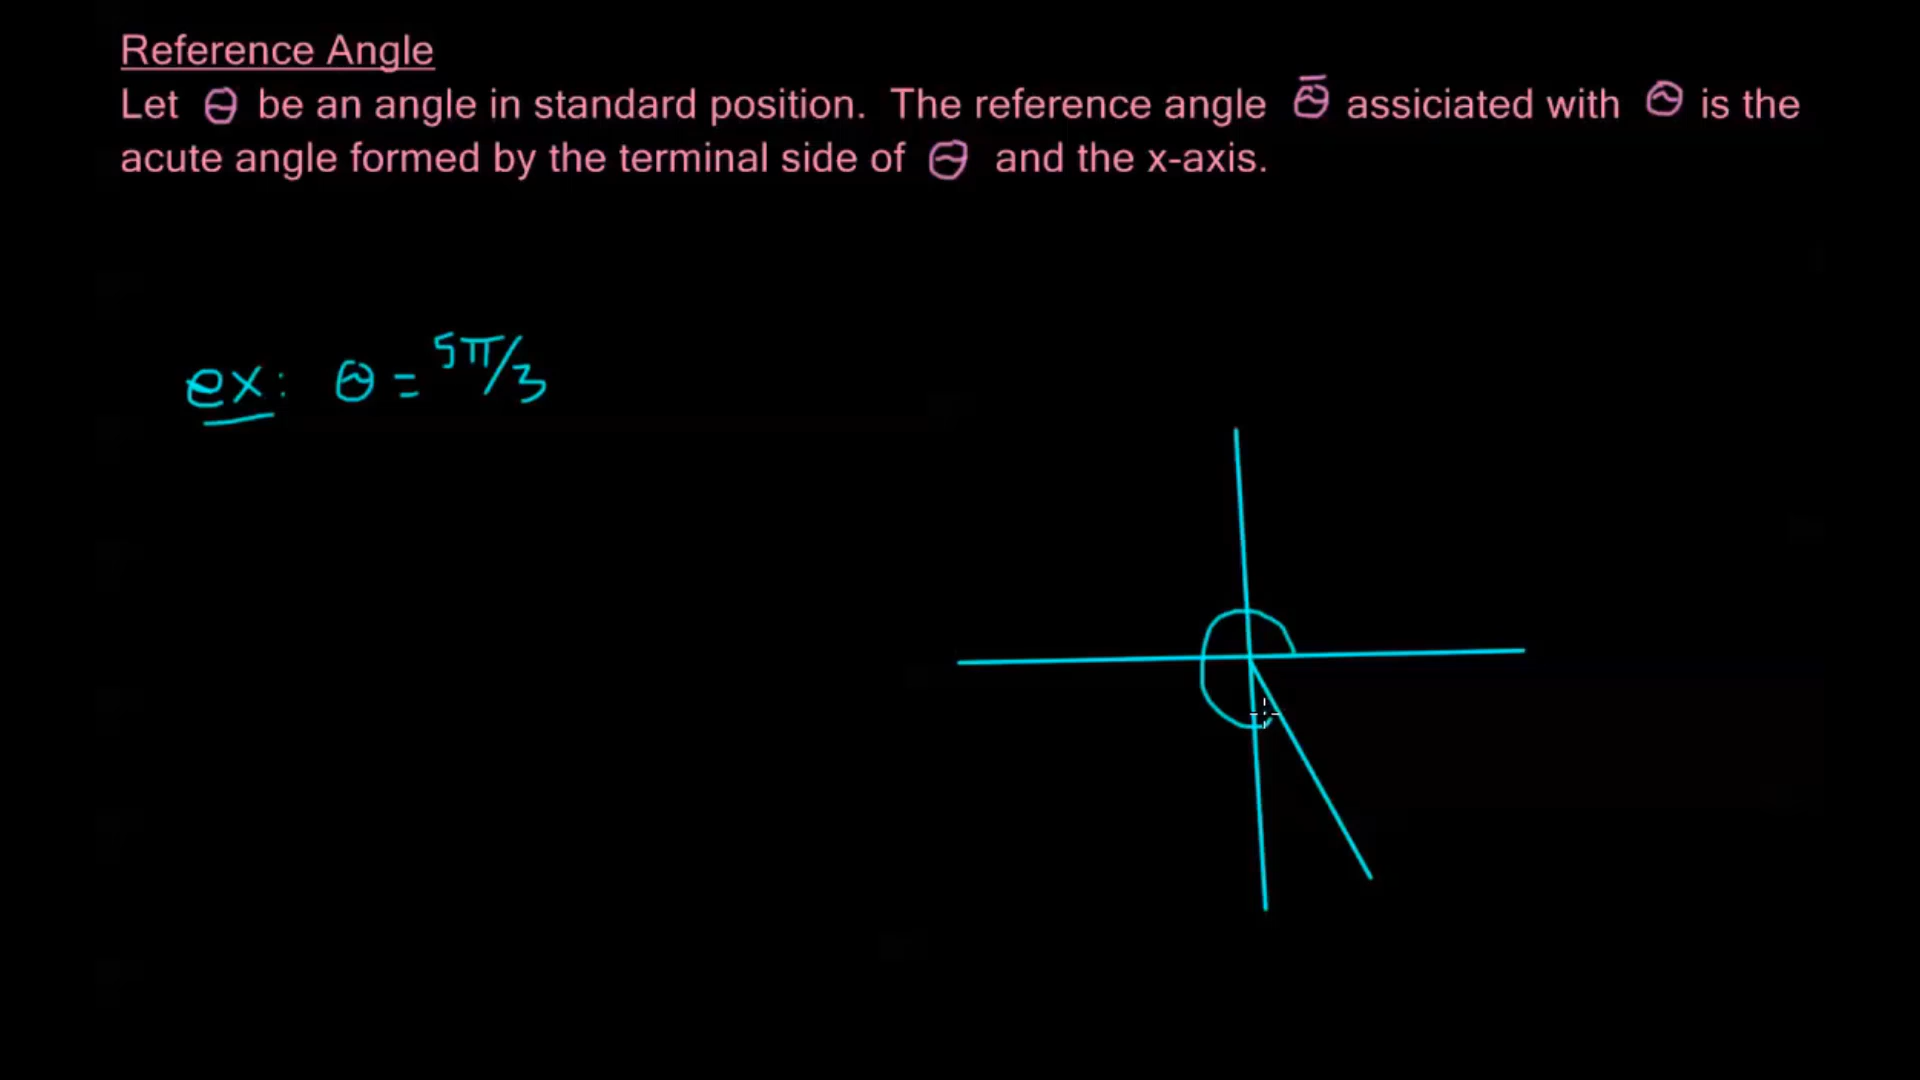 Reference Angle
Let θ be an angle in standard position. The reference angle θ̅ assiciated with θ is the
acute angle formed by the terminal side of θ and the x-axis.
ex: θ = 5π/3